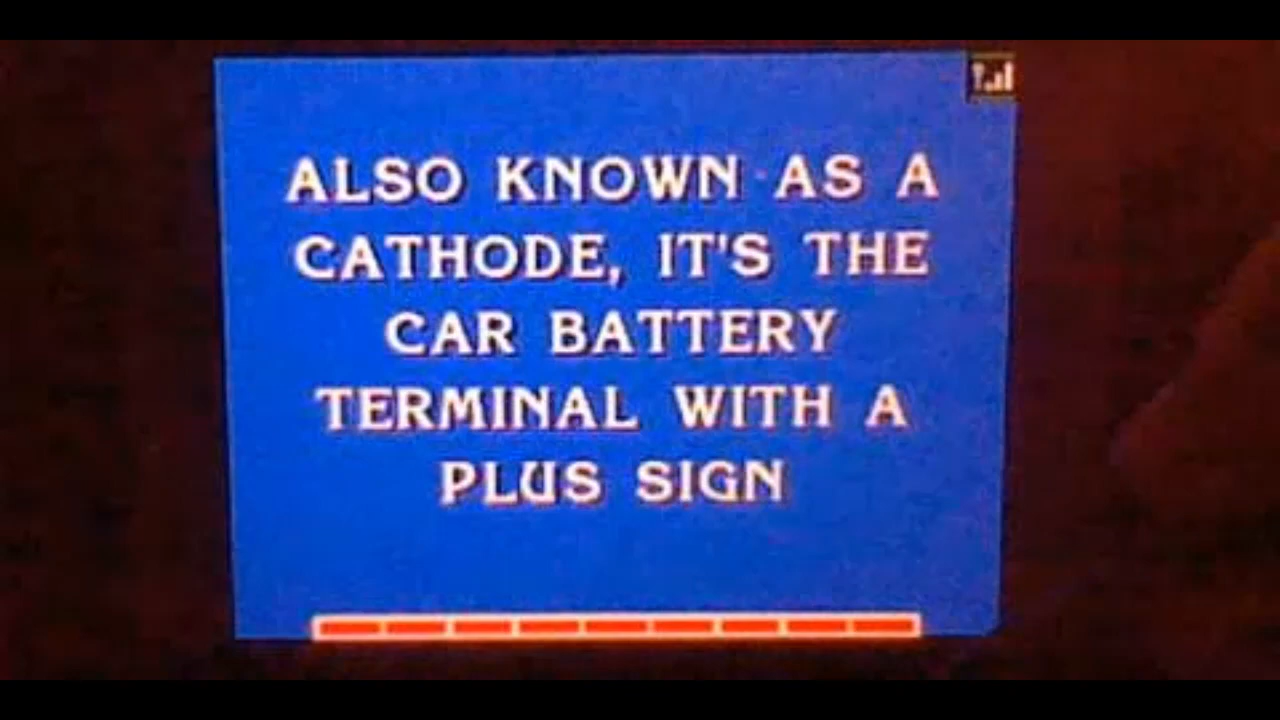 ALSO KNOWN AS A
CATHODE, IT'S THE
CAR BATTERY
TERMINAL WITH A
PLUS SIGN